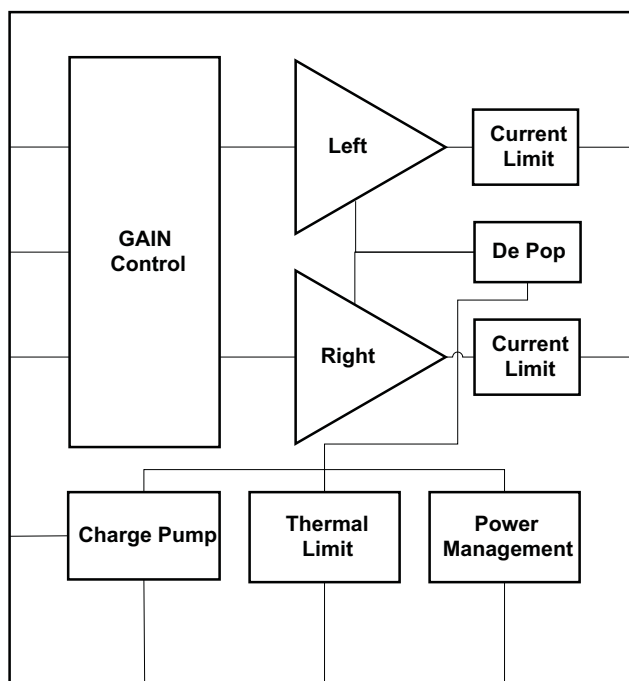 Left
Current
Limit
GAIN
Control
De Pop
Right
Current
Limit
Charge Pump
Thermal
Limit
Power
Management